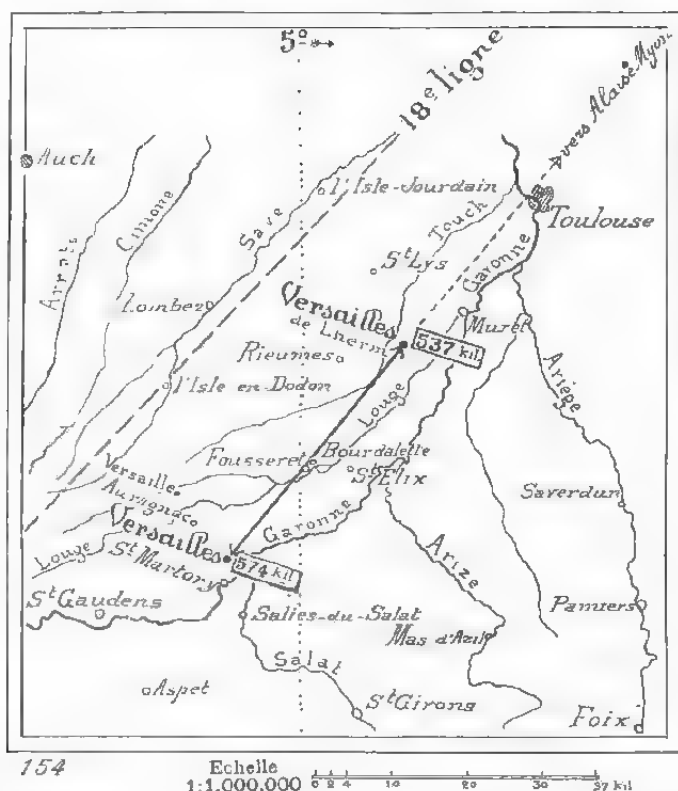 5°
18e ligne
vers Alaise-Myon
Auch
Cimone
Arrats
Save
l'Isle-Jourdain
Touch
Toulouse
St Lys
Garonne
Lombez
Versailles
de Lherm
537 kil
Muret
Rieumes
l'Isle en-Dodon
Louge
Ariège
Fousseret
Bourdalette
St Elix
Versaille
Aurignac
Saverdun
Garonne
Versailles
574 kil
Louge
St Martory
Arize
St Gaudens
Salies-du-Salat
Pamiers
Mas d'Azil
Salat
Aspet
St Girons
Foix
154
Echelle
1:1.000.000
0 2 4 10 20 30 37 kil